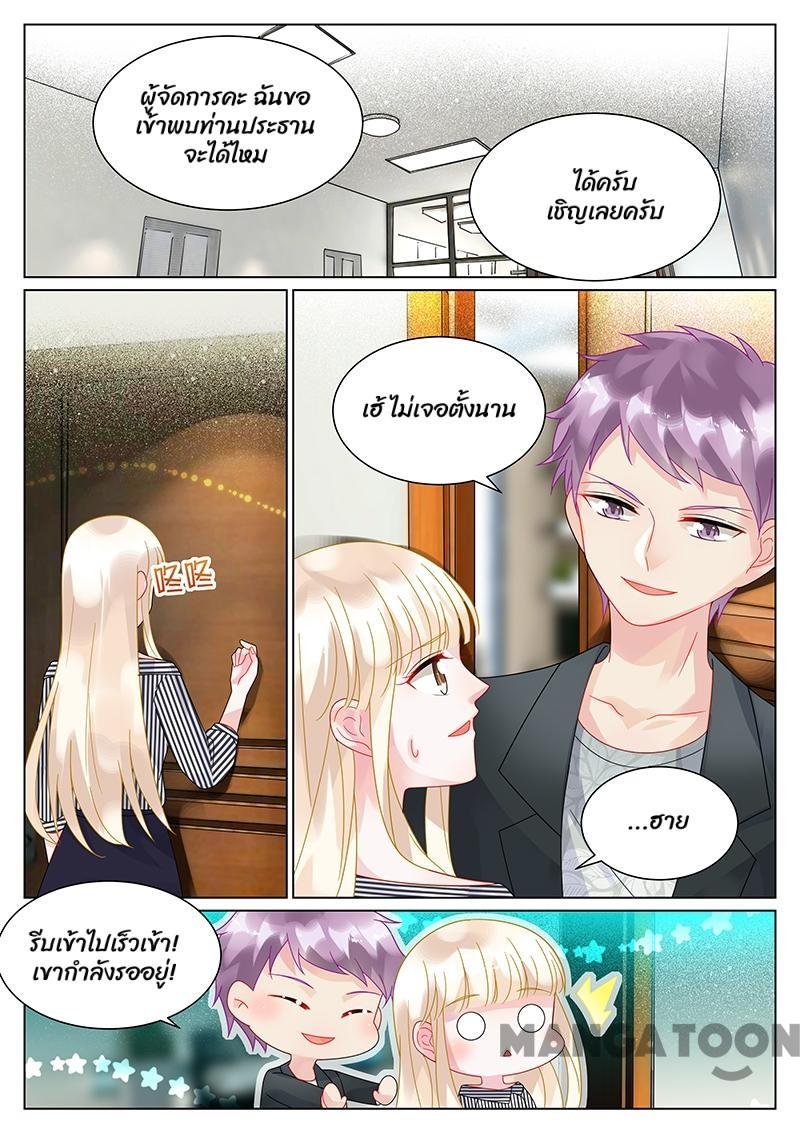 ผู้จัดการคะ ฉันขอ
เข้าพบท่านประธาน
จะได้ไหม
ได้ครับ
เชิญเลยครับ
咚咚
เฮ้ ไม่เจอตั้งนาน
...ฮาย
รีบเข้าไปเร็วเข้า!
เขากำลังรออยู่!
MANGATOON